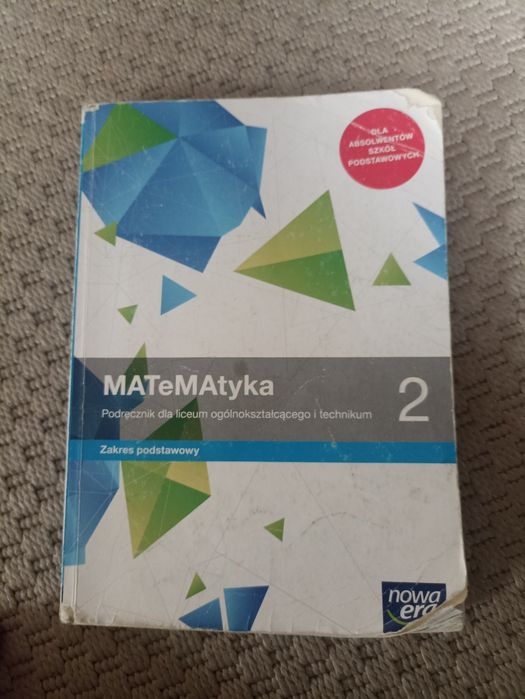 DLA
ABSOLWENTÓW
SZKÓŁ
PODSTAWOWYCH
MATeMAtyka
Podręcznik dla liceum ogólnokształcącego i technikum
2
Zakres podstawowy
nowa
era